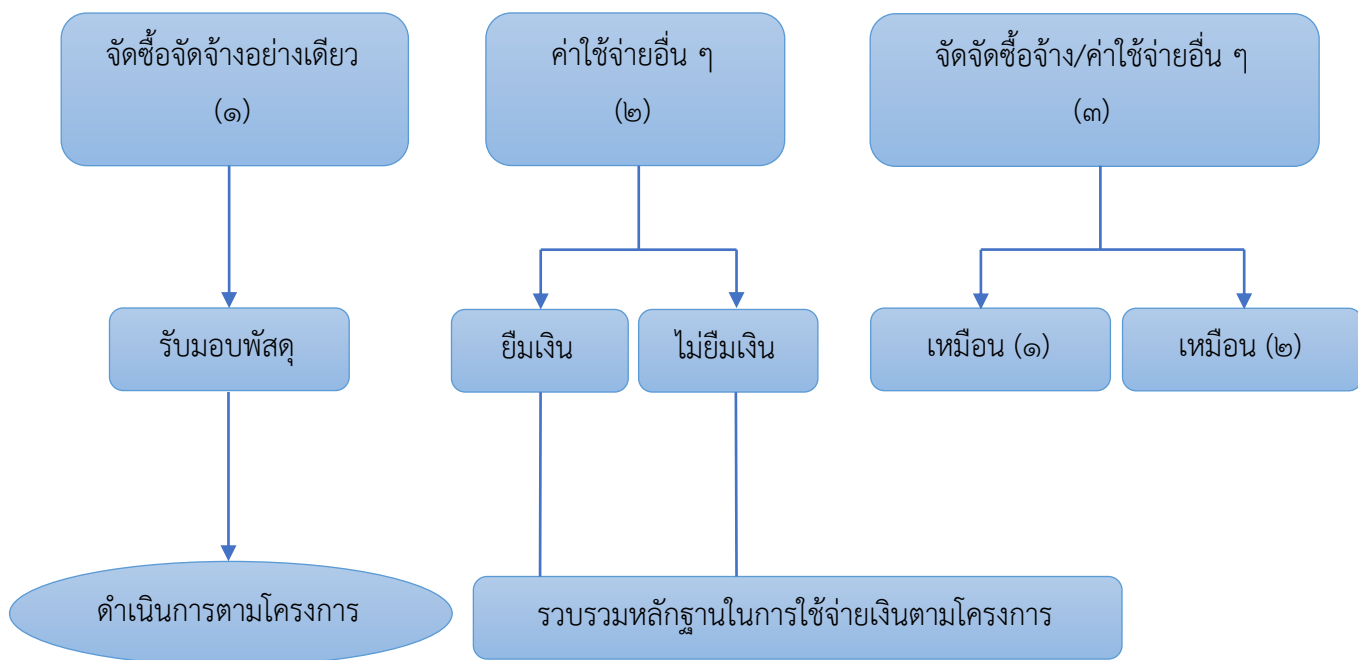 จัดซื้อจัดจ้างอย่างเดียว
(๑)
ค่าใช้จ่ายอื่น ๆ
(๒)
จัดจัดซื้อจ้าง/ค่าใช้จ่ายอื่น ๆ
(๓)
รับมอบพัสดุ
ยืมเงิน
ไม่ยืมเงิน
เหมือน (๑)
เหมือน (๒)
ดำเนินการตามโครงการ
รวบรวมหลักฐานในการใช้จ่ายเงินตามโครงการ